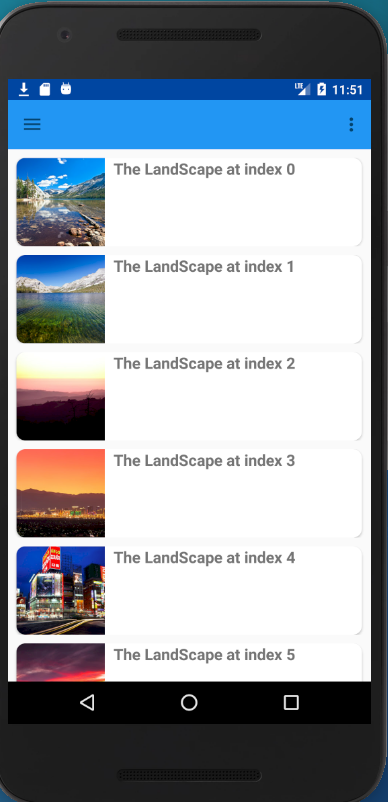 LTE 11:51
The LandScape at index 0
The LandScape at index 1
The LandScape at index 2
The LandScape at index 3
The LandScape at index 4
The LandScape at index 5